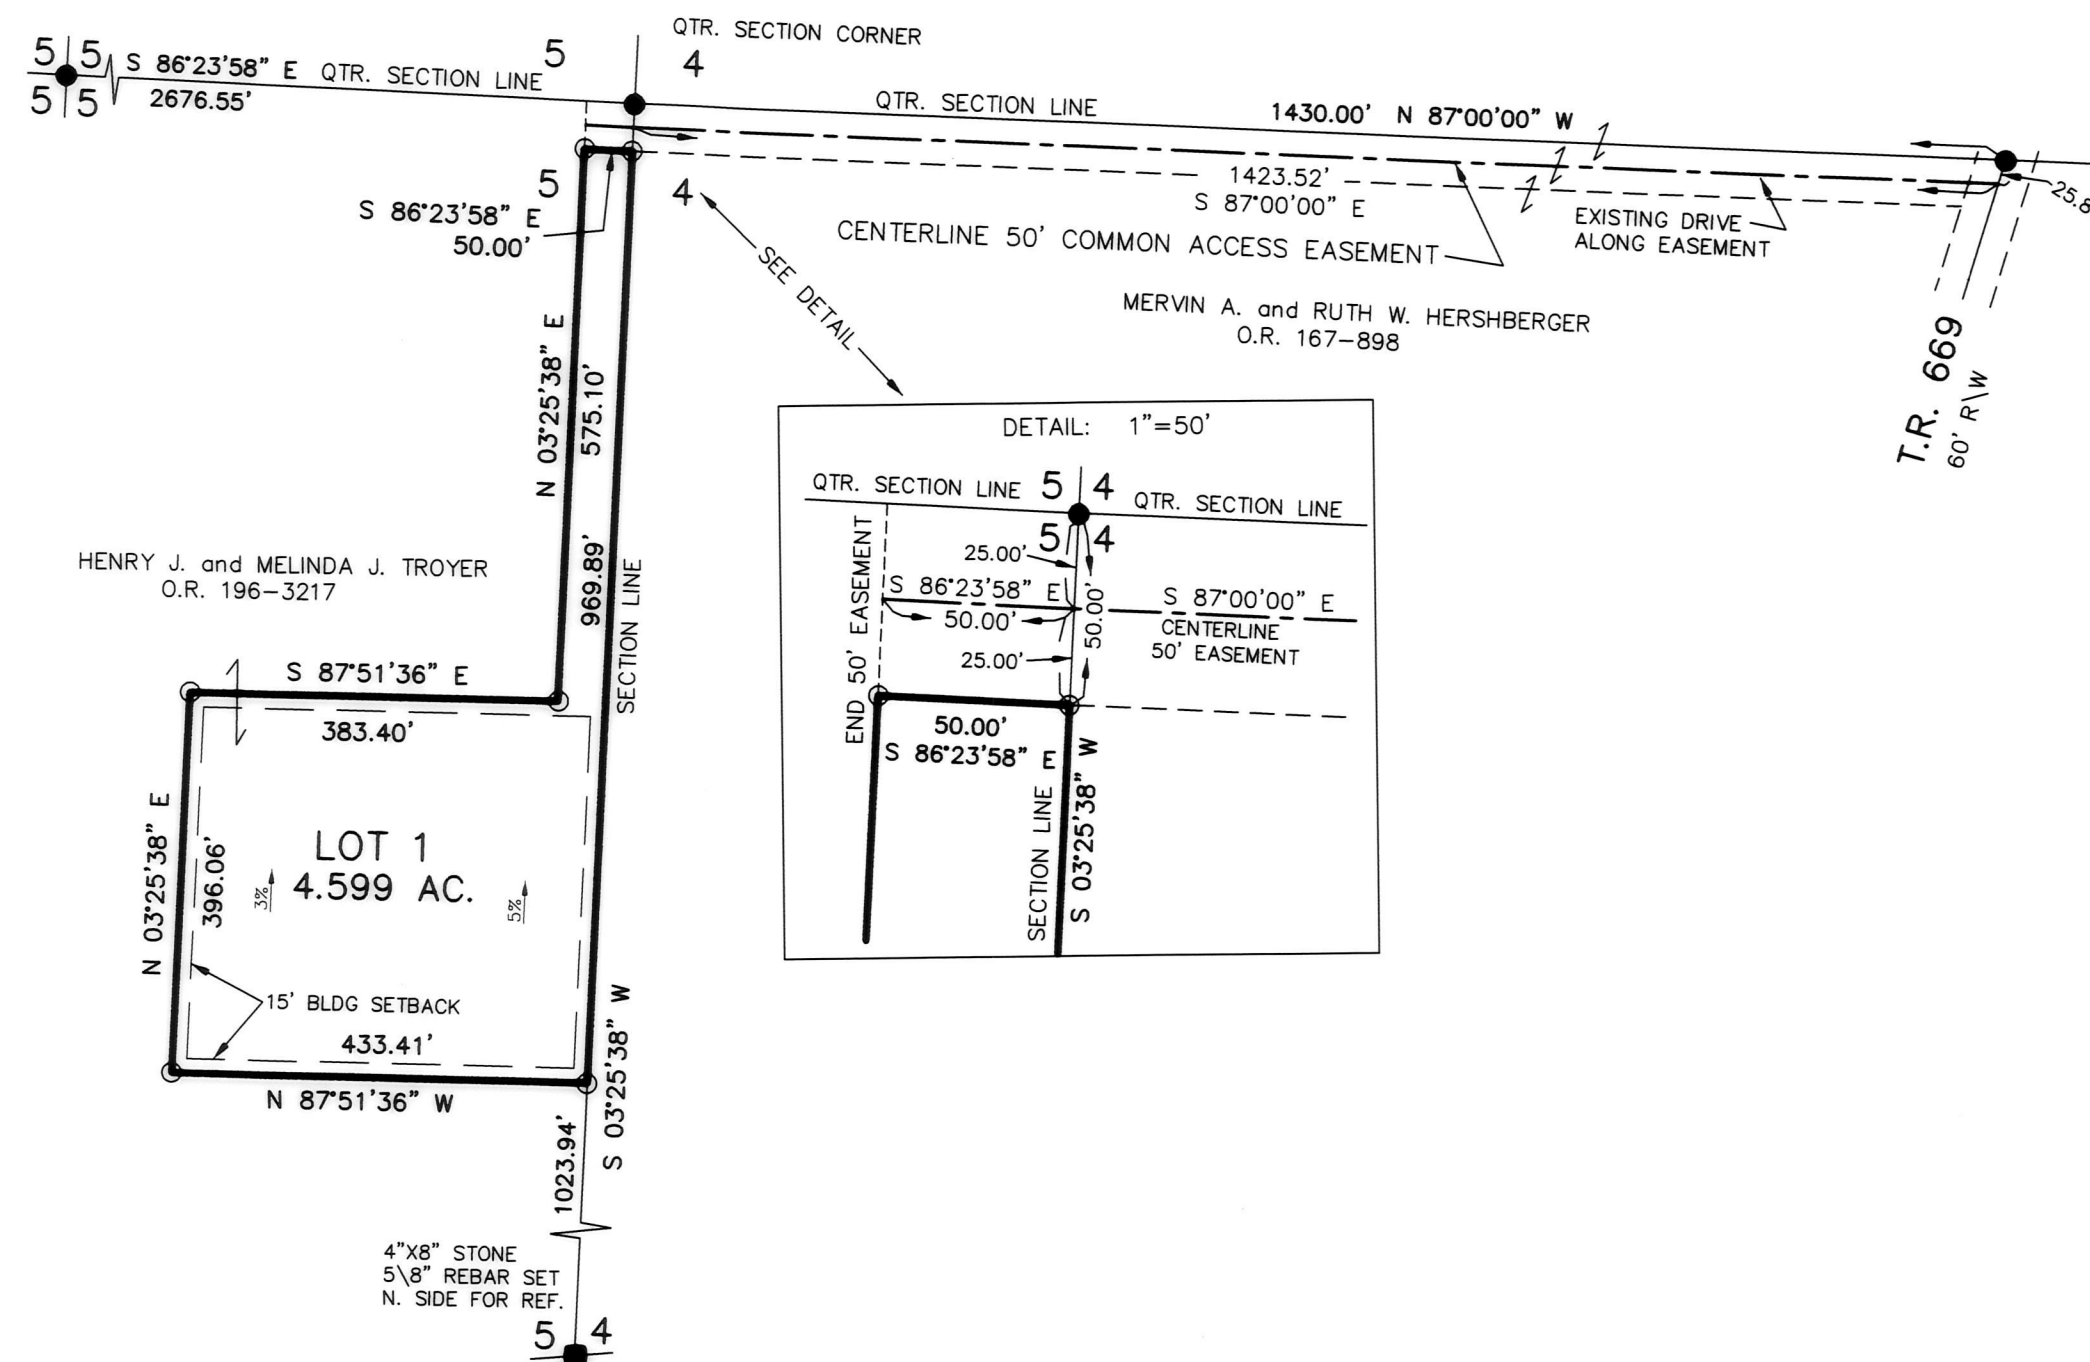 QTR. SECTION CORNER
5 5 S 86°23'58" E QTR. SECTION LINE 5 4
5 5 2676.55'
QTR. SECTION LINE 1430.00' N 87°00'00" W
5 4
S 86°23'58" E
50.00'
1423.52'
S 87°00'00" E
25.8
CENTERLINE 50' COMMON ACCESS EASEMENT
EXISTING DRIVE
ALONG EASEMENT
SEE DETAIL
MERVIN A. and RUTH W. HERSHBERGER
O.R. 167-898
T.R. 669
60' R\W
N 03°25'38" E
575.10'
969.89'
SECTION LINE
HENRY J. and MELINDA J. TROYER
O.R. 196-3217
S 87°51'36" E
383.40'
N 03°25'38" E
396.06'
LOT 1
4.599 AC.
3%
5%
15' BLDG SETBACK
433.41'
N 87°51'36" W
S 03°25'38" W
1023.94'
4"X8" STONE
5\8" REBAR SET
N. SIDE FOR REF.
5 4
DETAIL: 1"=50'
QTR. SECTION LINE 5 4 QTR. SECTION LINE
5 4
25.00'
END 50' EASEMENT
S 86°23'58" E
50.00'
50.00'
S 87°00'00" E
CENTERLINE
50' EASEMENT
25.00'
50.00'
S 86°23'58" E
SECTION LINE
S 03°25'38" W